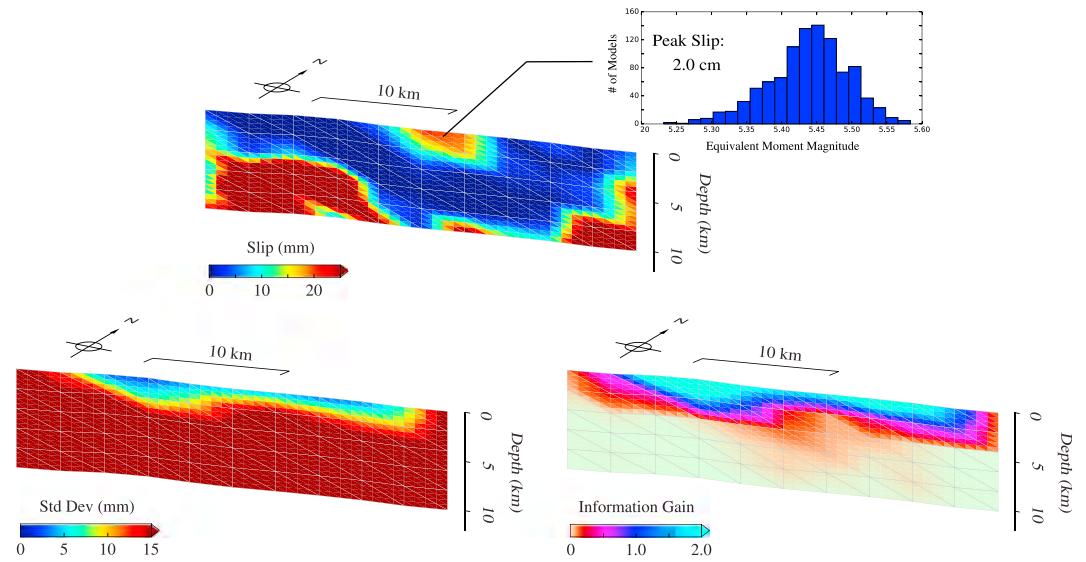 160
120
80
40
0
# of Models
Peak Slip:
2.0 cm
20 5.25 5.30 5.35 5.40 5.45 5.50 5.55 5.60
Equivalent Moment Magnitude
N
10 km
0
5
10
Depth (km)
Slip (mm)
0 10 20
N
10 km
0
5
10
Depth (km)
Std Dev (mm)
0 5 10 15
N
10 km
0
5
10
Depth (km)
Information Gain
0 1.0 2.0